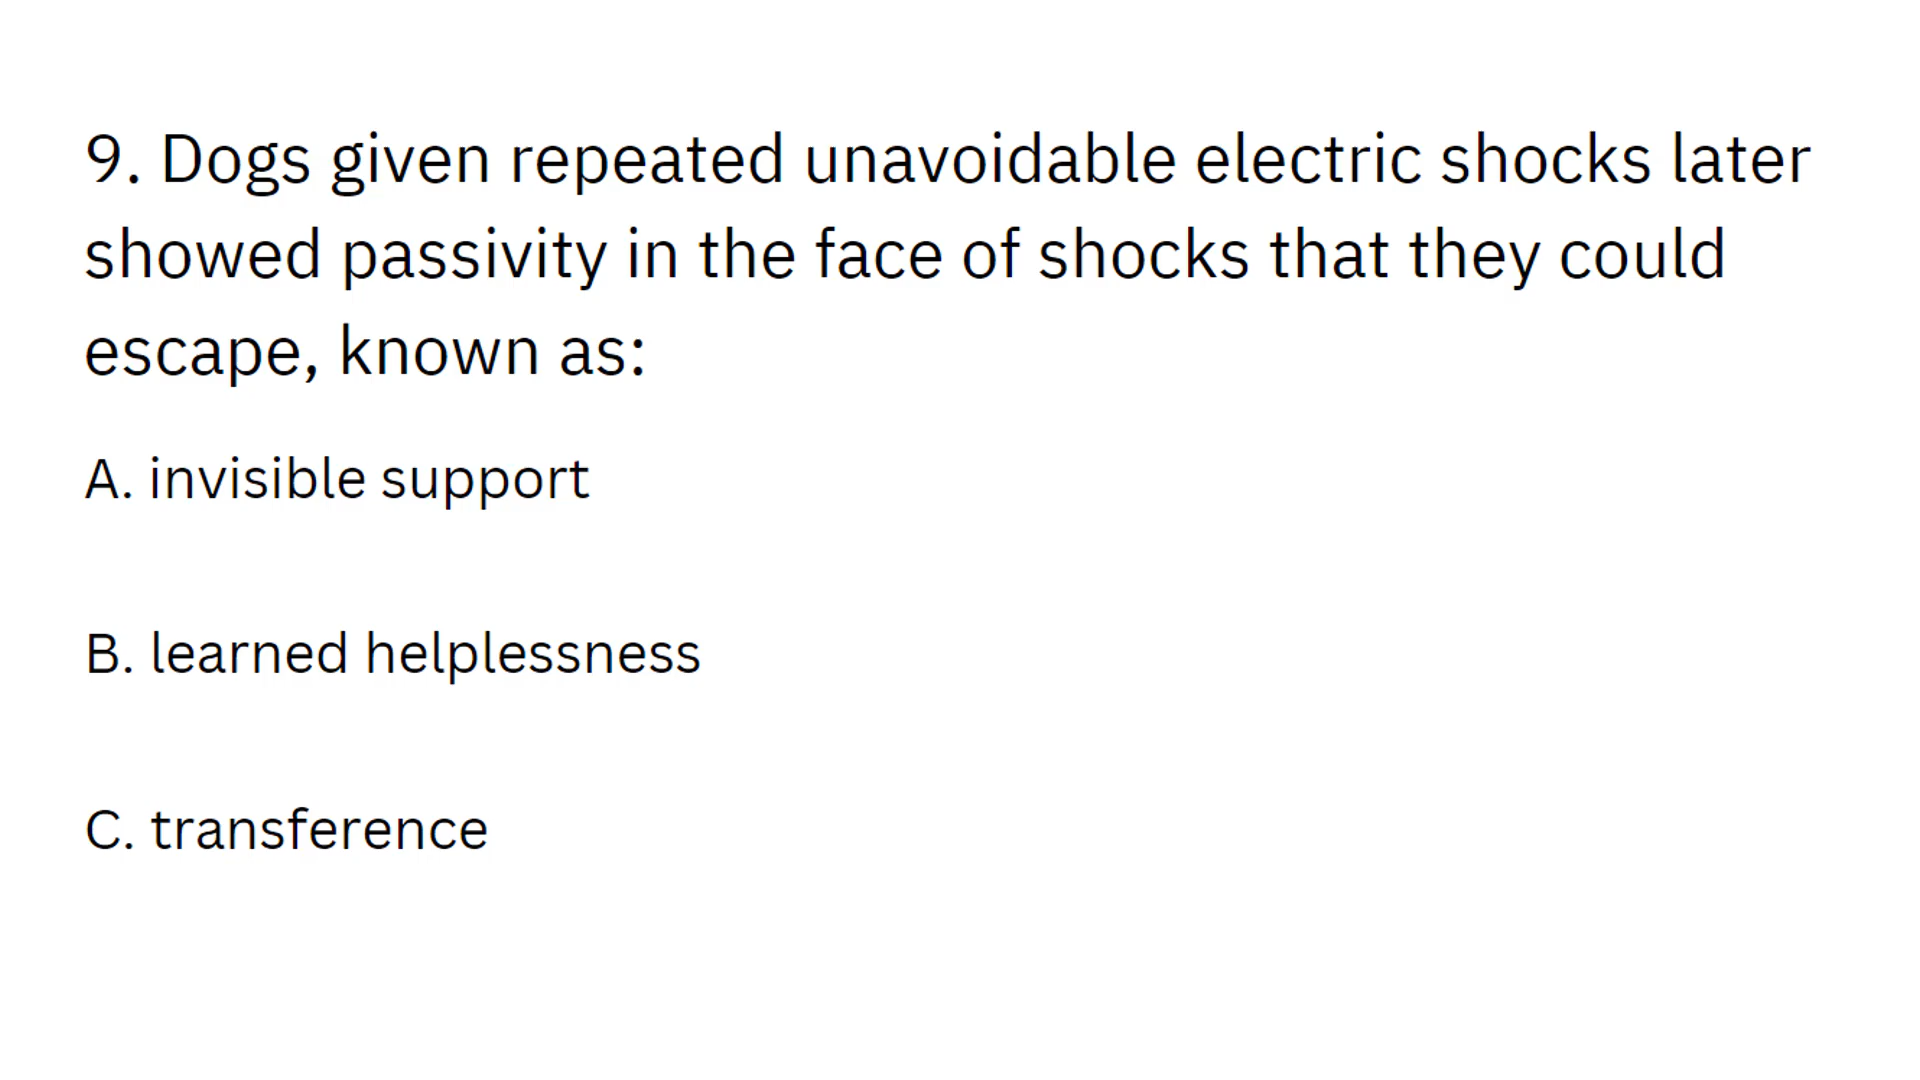 9. Dogs given repeated unavoidable electric shocks later
showed passivity in the face of shocks that they could
escape, known as:
A. invisible support
B. learned helplessness
C. transference